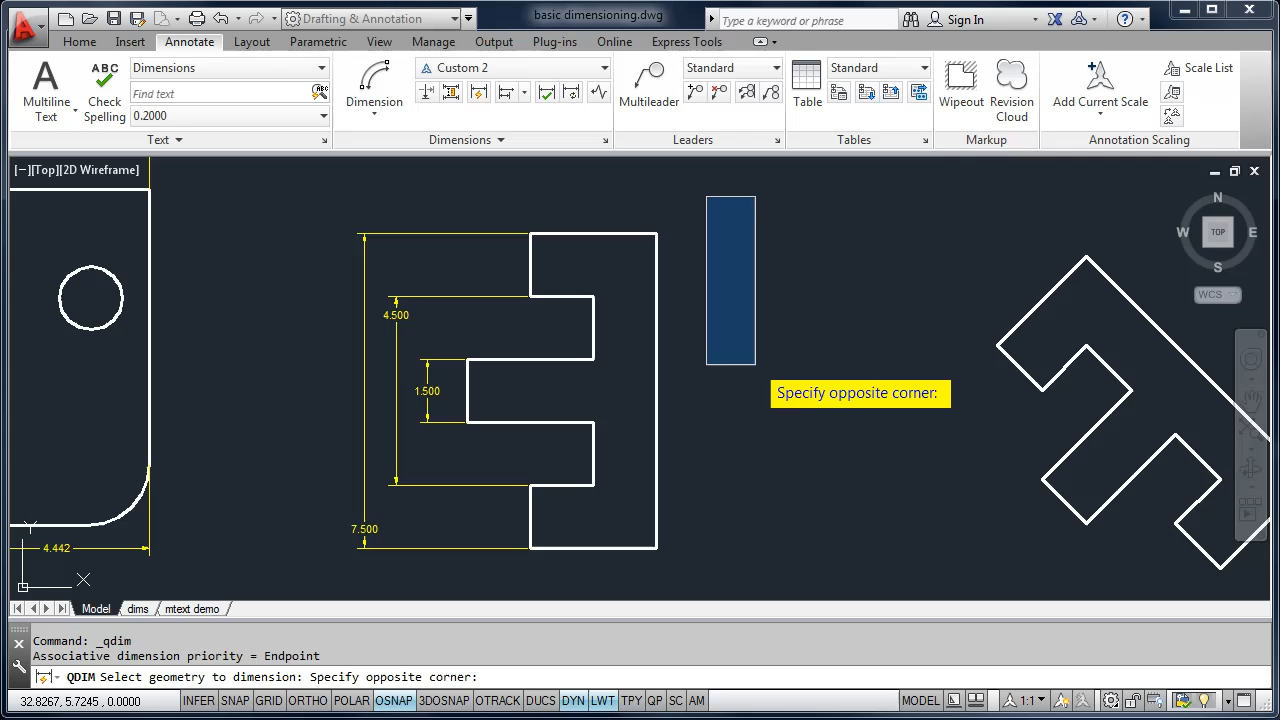 Drafting & Annotation
basic dimensioning.dwg
Type a keyword or phrase
Sign In
Home Insert Annotate Layout Parametric View Manage Output Plug-ins Online Express Tools
A ABC Dimensions
Custom 2
Standard
Standard
Scale List
Multiline Text
Check Spelling
Find text
0.2000
Dimension
Multileader
Table
Wipeout
Revision Cloud
Add Current Scale
Text
Dimensions
Leaders
Tables
Markup
Annotation Scaling
[−][Top][2D Wireframe]
N
W TOP E
S
WCS
4.500
1.500
7.500
4.442
Specify opposite corner:
Model dims mtext demo
Command: _qdim
Associative dimension priority = Endpoint
QDIM Select geometry to dimension: Specify opposite corner:
32.8267, 5.7245, 0.0000 INFER SNAP GRID ORTHO POLAR OSNAP 3DOSNAP OTRACK DUCS DYN LWT TPY QP SC AM MODEL 1:1